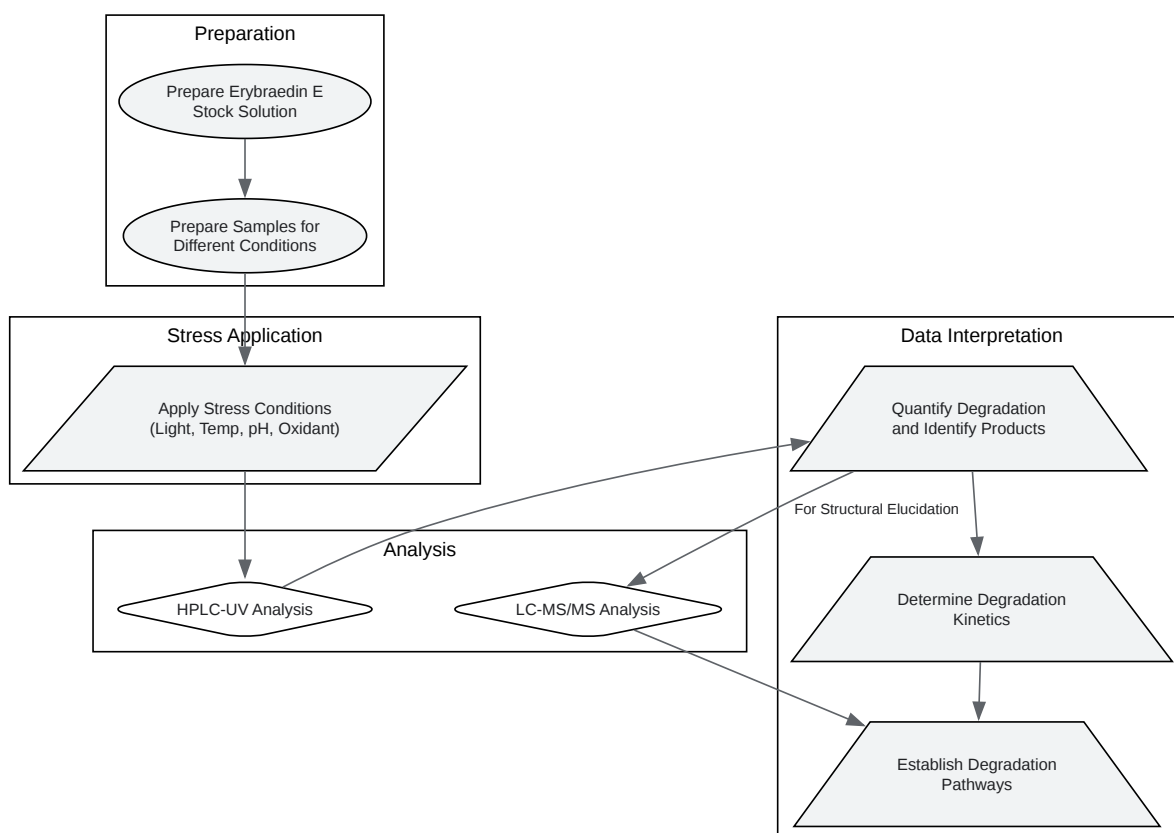 Preparation
Prepare Erybraedin E
Stock Solution
Prepare Samples for
Different Conditions
Stress Application
Apply Stress Conditions
(Light, Temp, pH, Oxidant)
Analysis
HPLC-UV Analysis
LC-MS/MS Analysis
Data Interpretation
Quantify Degradation
and Identify Products
For Structural Elucidation
Determine Degradation
Kinetics
Establish Degradation
Pathways